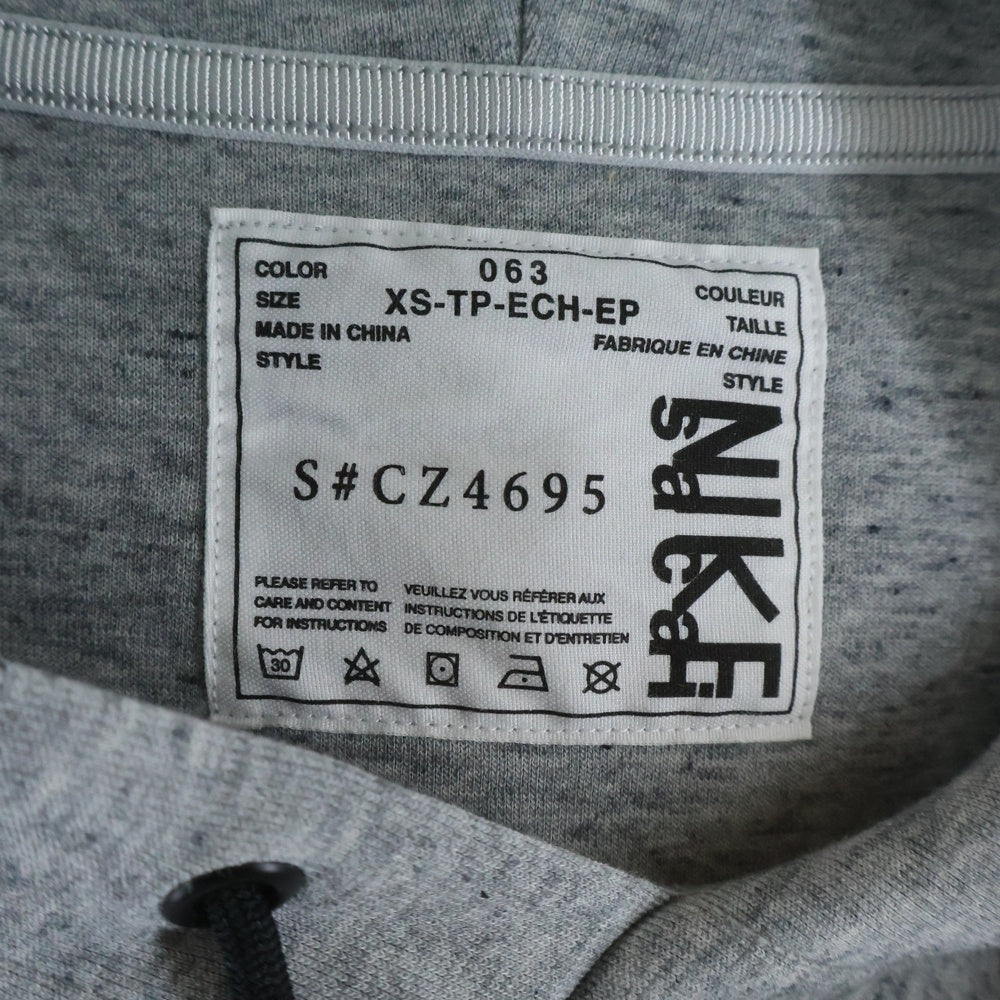 COLOR 063 COULEUR
SIZE XS-TP-ECH-EP TAILLE
MADE IN CHINA FABRIQUE EN CHINE
STYLE STYLE
S#CZ4695
NIKE
sacai
PLEASE REFER TO
CARE AND CONTENT
FOR INSTRUCTIONS
VEUILLEZ VOUS RÉFÉRER AUX
INSTRUCTIONS DE L'ÉTIQUETTE
DE COMPOSITION ET D'ENTRETIEN
30